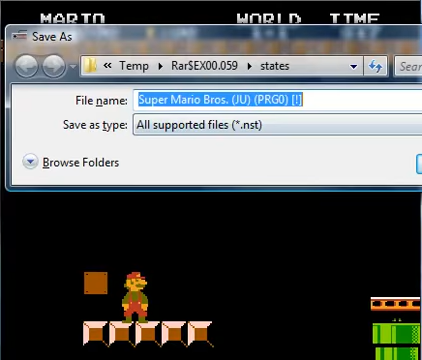 MARIO WORLD TIME
Save As
« Temp ▸ Rar$EX00.059 ▸ states
Sear
File name: Super Mario Bros. (JU) (PRG0) [!]
Save as type: All supported files (*.nst)
Browse Folders